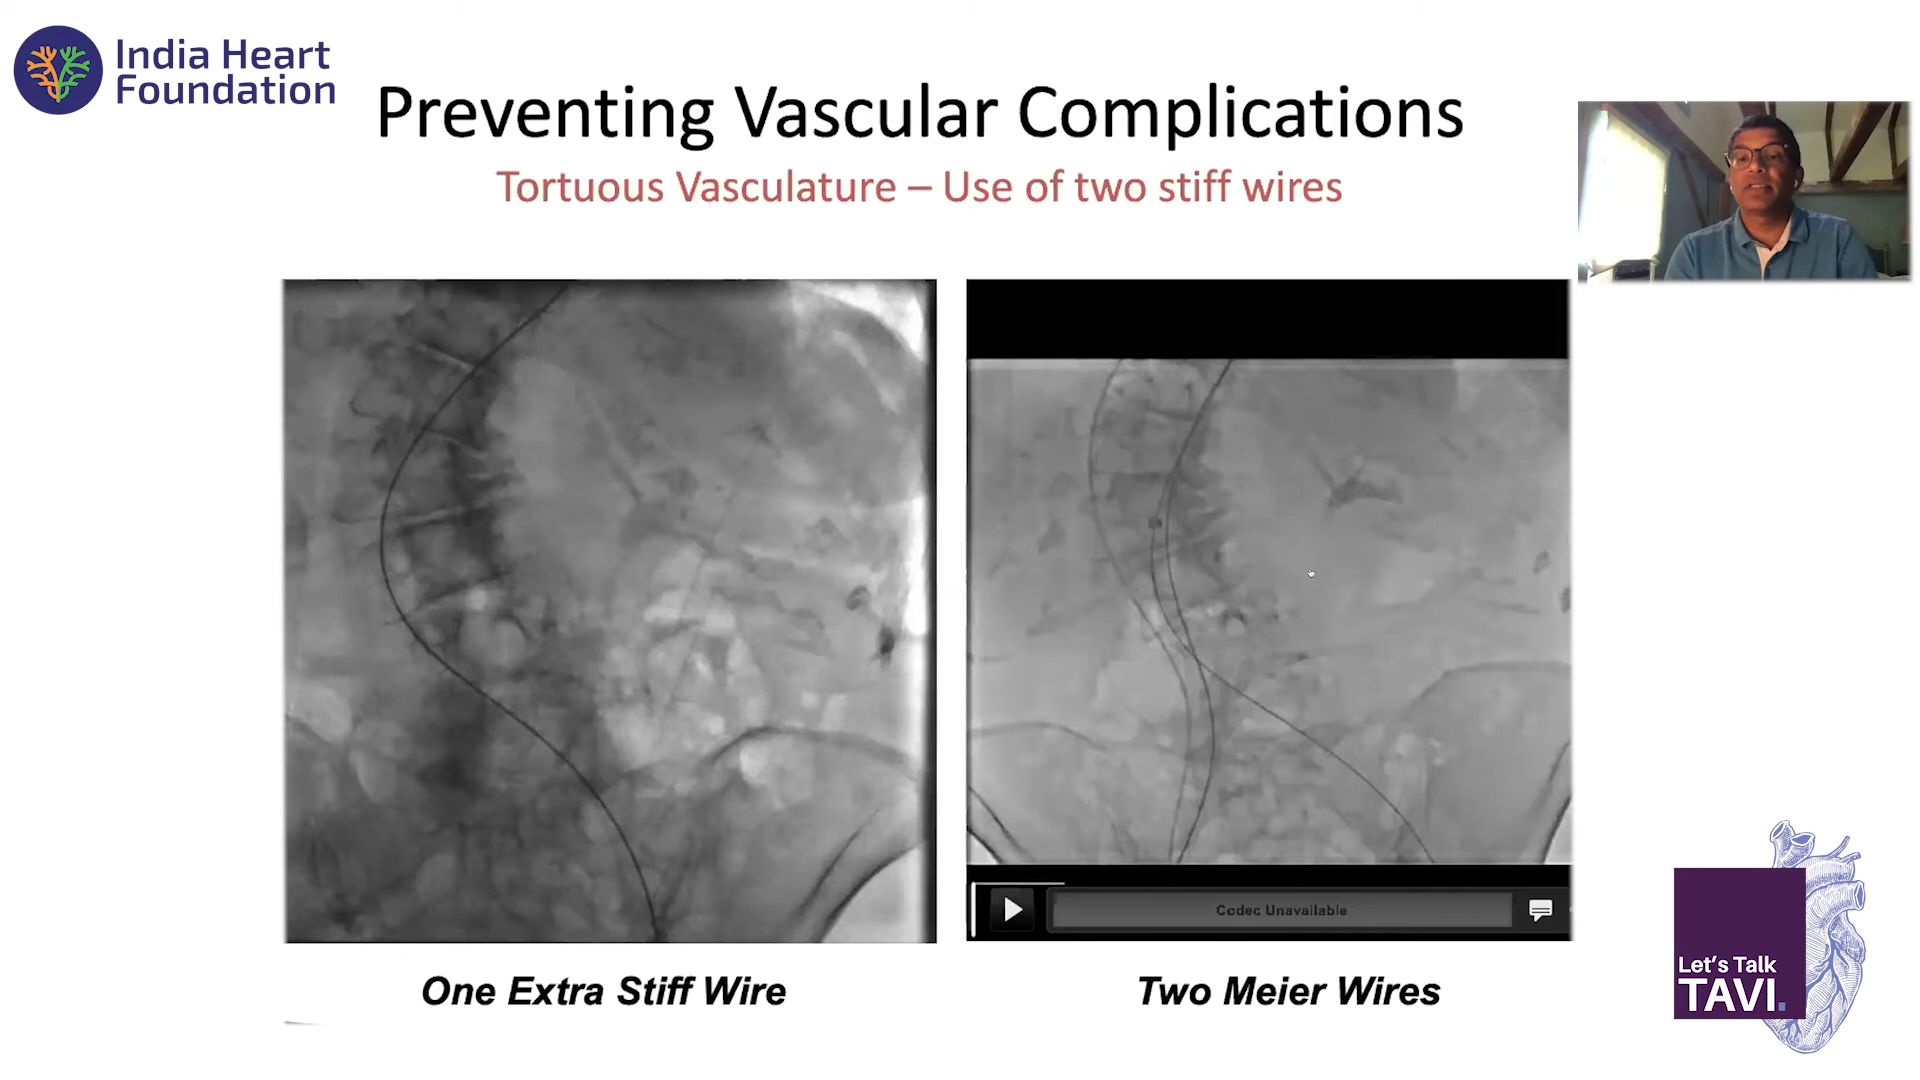 India Heart
Foundation
Preventing Vascular Complications
Tortuous Vasculature – Use of two stiff wires
Codec Unavailable
One Extra Stiff Wire
Two Meier Wires
Let's Talk
TAVI.